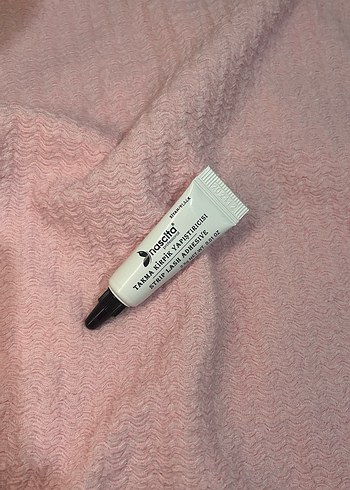 nascita®
TAKMA KİRPİK YAPIŞTIRICISI
STRIP LASH ADHESIVE